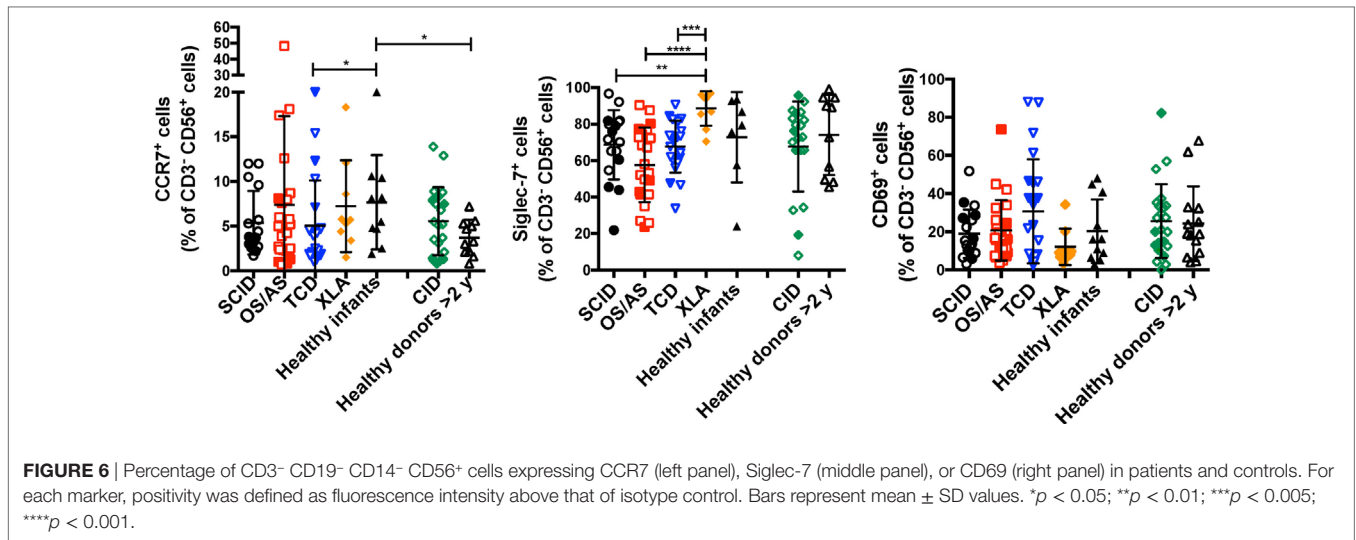 CCR7⁺ cells
(% of CD3⁻ CD56⁺ cells)
60
50
40
30
20
15
10
5
0
*
*
SCID
OS/AS
TCD
XLA
Healthy infants
CID
Healthy donors >2 y
Siglec-7⁺ cells
(% of CD3⁻ CD56⁺ cells)
100
80
60
40
20
0
***
****
**
SCID
OS/AS
TCD
XLA
Healthy infants
CID
Healthy donors >2 y
CD69⁺ cells
(% of CD3⁻ CD56⁺ cells)
100
80
60
40
20
0
SCID
OS/AS
TCD
XLA
Healthy infants
CID
Healthy donors >2 y
FIGURE 6 | Percentage of CD3⁻ CD19⁻ CD14⁻ CD56⁺ cells expressing CCR7 (left panel), Siglec-7 (middle panel), or CD69 (right panel) in patients and controls. For
each marker, positivity was defined as fluorescence intensity above that of isotype control. Bars represent mean ± SD values. *p < 0.05; **p < 0.01; ***p < 0.005;
****p < 0.001.